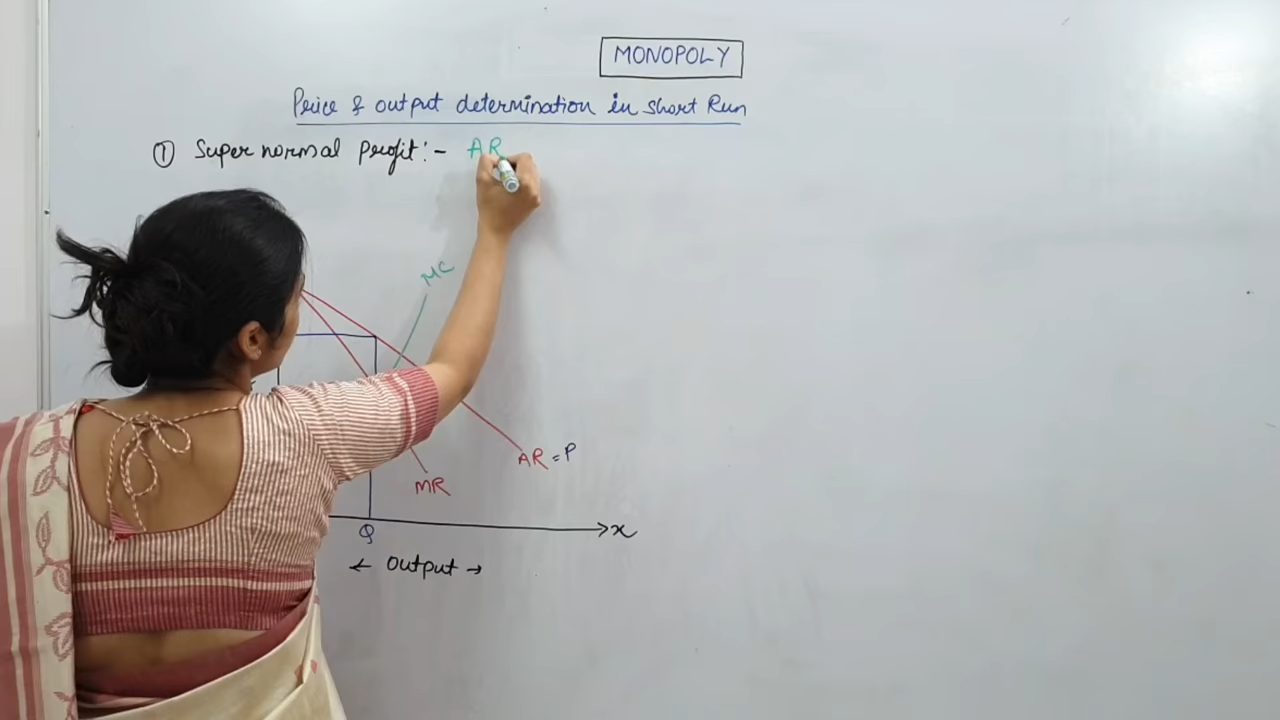 MONOPOLY
Price & output determination in short Run
① Super normal profit:- AR
MC
AR = P
MR
Q
x
← output →